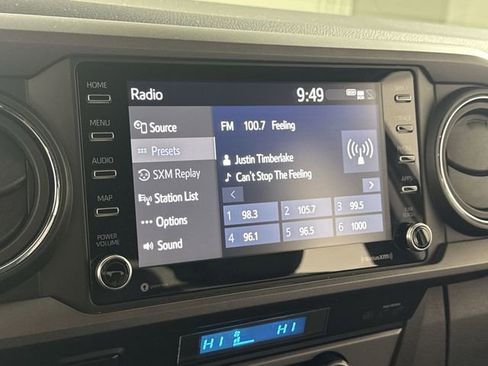 HOME
MENU
AUDIO
MAP
POWER
VOLUME
Radio
9:49
Source
Presets
SXM Replay
Station List
Options
Sound
FM 100.7 Feeling
Justin Timberlake
Can't Stop The Feeling
1 98.3 2 105.7 3 99.5
4 96.1 5 96.5 6 1000
APPS
HI HI